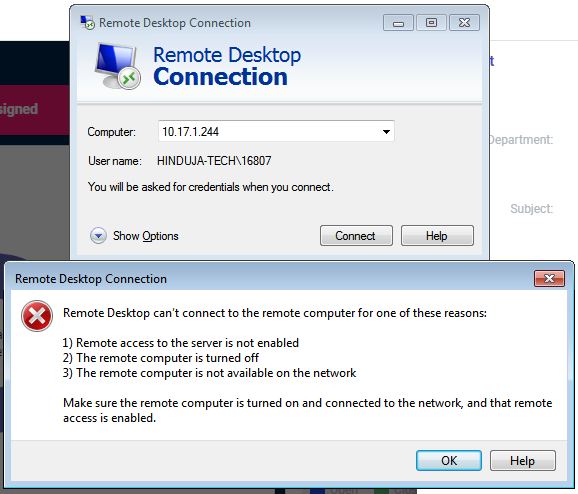 Remote Desktop Connection
Remote Desktop
Connection
signed
Computer: 10.17.1.244
Department:
User name: HINDUJA-TECH\16807
You will be asked for credentials when you connect.
Subject:
Show Options Connect Help
Remote Desktop Connection
Remote Desktop can't connect to the remote computer for one of these reasons:
1) Remote access to the server is not enabled
2) The remote computer is turned off
3) The remote computer is not available on the network
Make sure the remote computer is turned on and connected to the network, and that remote
access is enabled.
OK Help